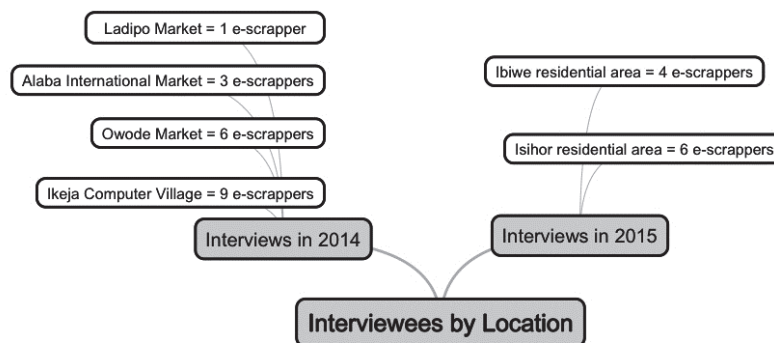 Ladipo Market = 1 e-scrapper
Alaba International Market = 3 e-scrappers
Owode Market = 6 e-scrappers
Ikeja Computer Village = 9 e-scrappers
Interviews in 2014
Ibiwe residential area = 4 e-scrappers
Isihor residential area = 6 e-scrappers
Interviews in 2015
Interviewees by Location